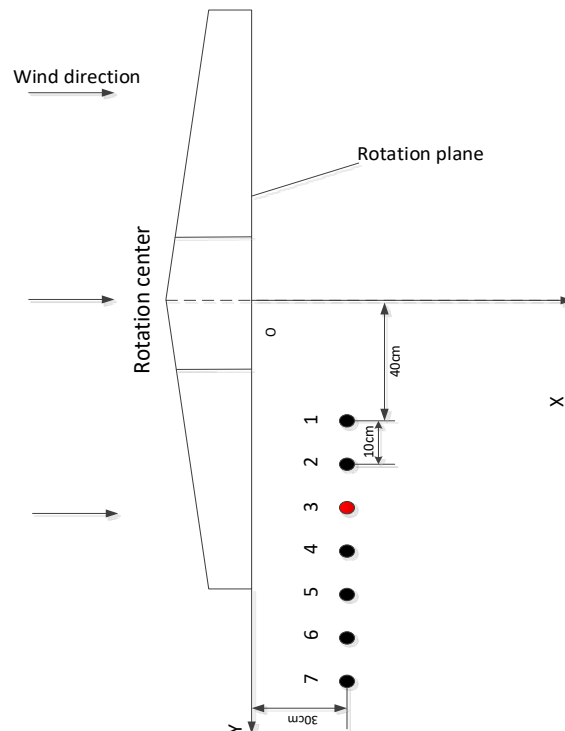 Wind direction
Rotation plane
Rotation center
O
40cm
X
1
10cm
2
3
4
5
6
7
30cm
Y